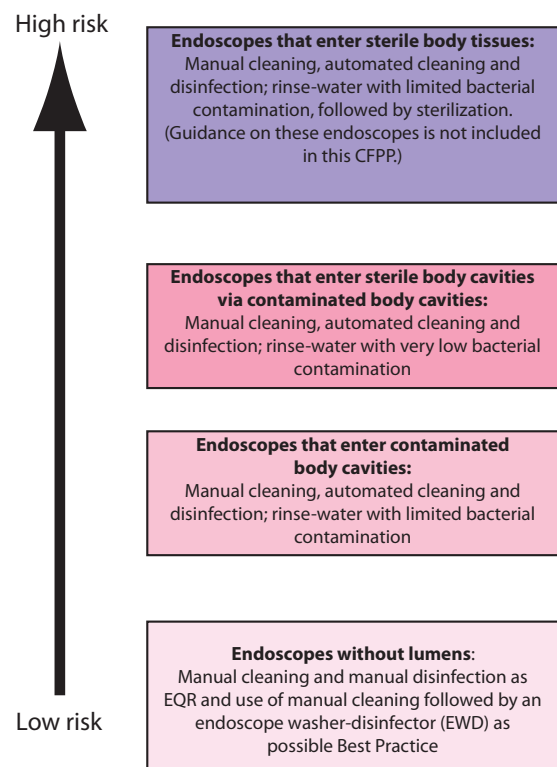 High risk
Endoscopes that enter sterile body tissues:
Manual cleaning, automated cleaning and
disinfection; rinse-water with limited bacterial
contamination, followed by sterilization.
(Guidance on these endoscopes is not included
in this CFPP.)
Endoscopes that enter sterile body cavities
via contaminated body cavities:
Manual cleaning, automated cleaning and
disinfection; rinse-water with very low bacterial
contamination
Endoscopes that enter contaminated
body cavities:
Manual cleaning, automated cleaning and
disinfection; rinse-water with limited bacterial
contamination
Endoscopes without lumens:
Manual cleaning and manual disinfection as
EQR and use of manual cleaning followed by an
endoscope washer-disinfector (EWD) as
possible Best Practice
Low risk